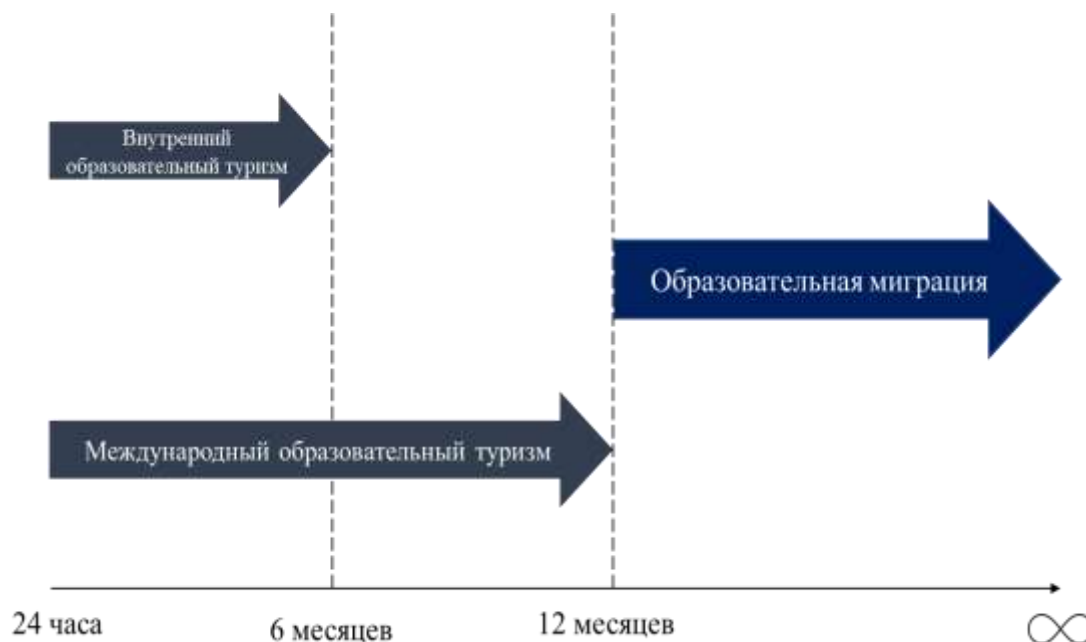 Внутренний
образовательный туризм
Образовательная миграция
Международный образовательный туризм
24 часа
6 месяцев
12 месяцев
∞